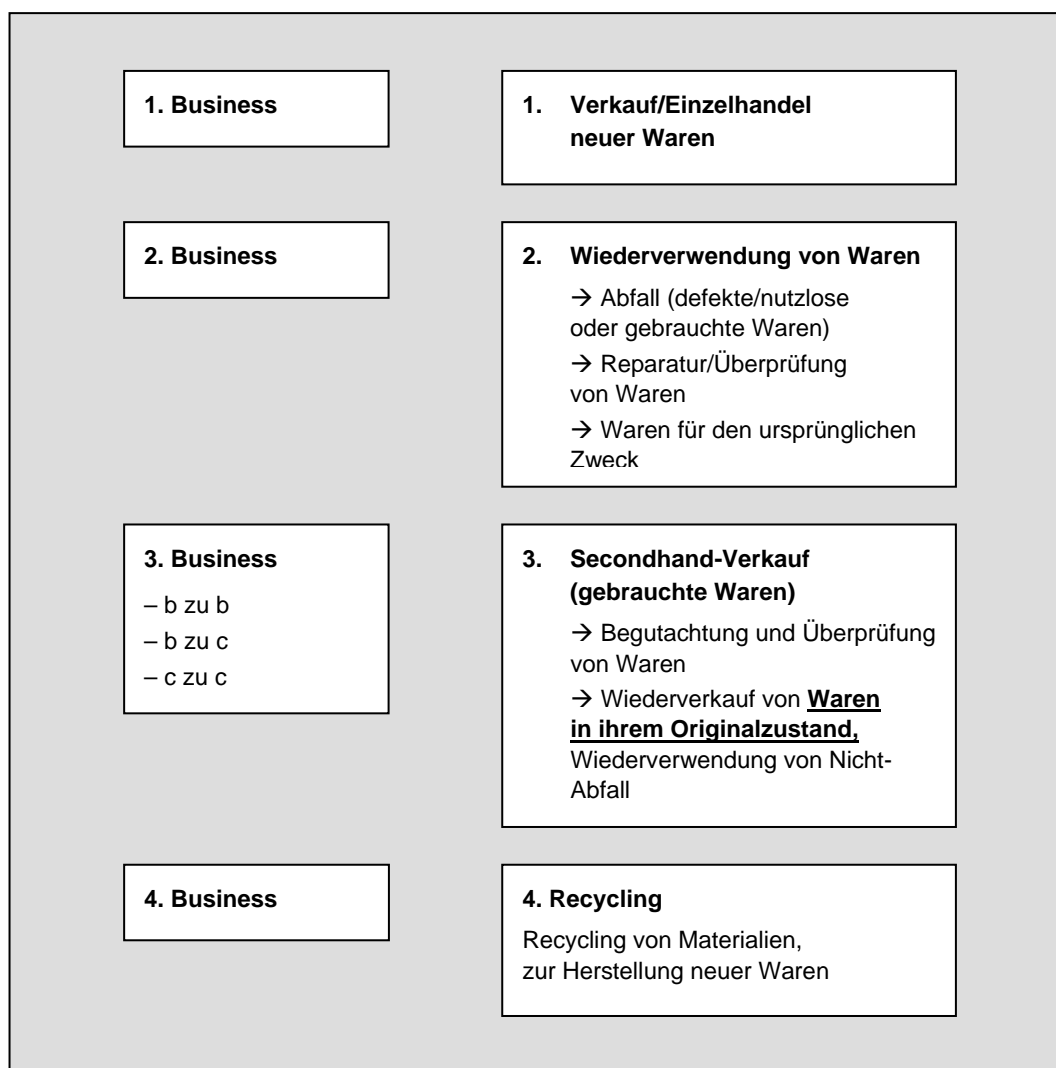 1. Business
1. Verkauf/Einzelhandel
neuer Waren
2. Business
2. Wiederverwendung von Waren
→ Abfall (defekte/nutzlose
oder gebrauchte Waren)
→ Reparatur/Überprüfung
von Waren
→ Waren für den ursprünglichen
Zweck
3. Business
– b zu b
– b zu c
– c zu c
3. Secondhand-Verkauf
(gebrauchte Waren)
→ Begutachtung und Überprüfung
von Waren
→ Wiederverkauf von Waren
in ihrem Originalzustand,
Wiederverwendung von Nicht-
Abfall
4. Business
4. Recycling
Recycling von Materialien,
zur Herstellung neuer Waren